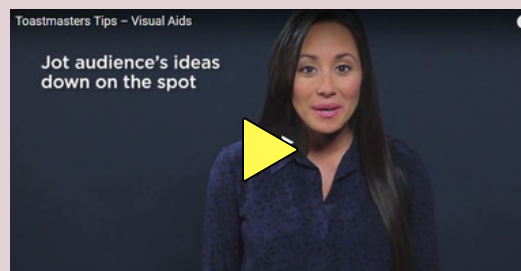 Toastmasters Tips – Visual Aids
Jot audience's ideas
down on the spot